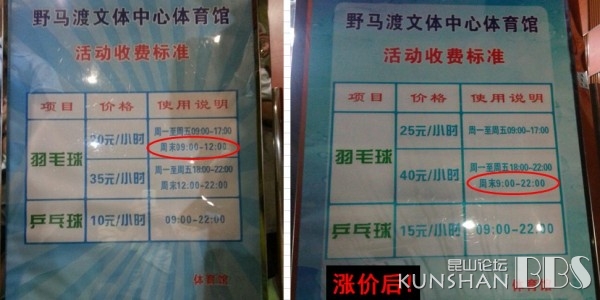 野马渡文体中心体育馆
活动收费标准
项目 价格 使用说明
羽毛球
20元/小时
周一至周五09:00-17:00
周末09:00-12:00
35元/小时
周一至周五18:00-22:00
周末12:00-22:00
乒乓球 10元/小时 09:00-22:00
体育馆
野马渡文体中心体育馆
活动收费标准
项目 价格 使用说明
羽毛球
25元/小时
周一至周五09:00-17:00
40元/小时
周一至周五18:00-22:00
周末9:00-22:00
乒乓球 15元/小时 09:00-22:00
涨价后!
昆山论坛
KUNSHAN BBS